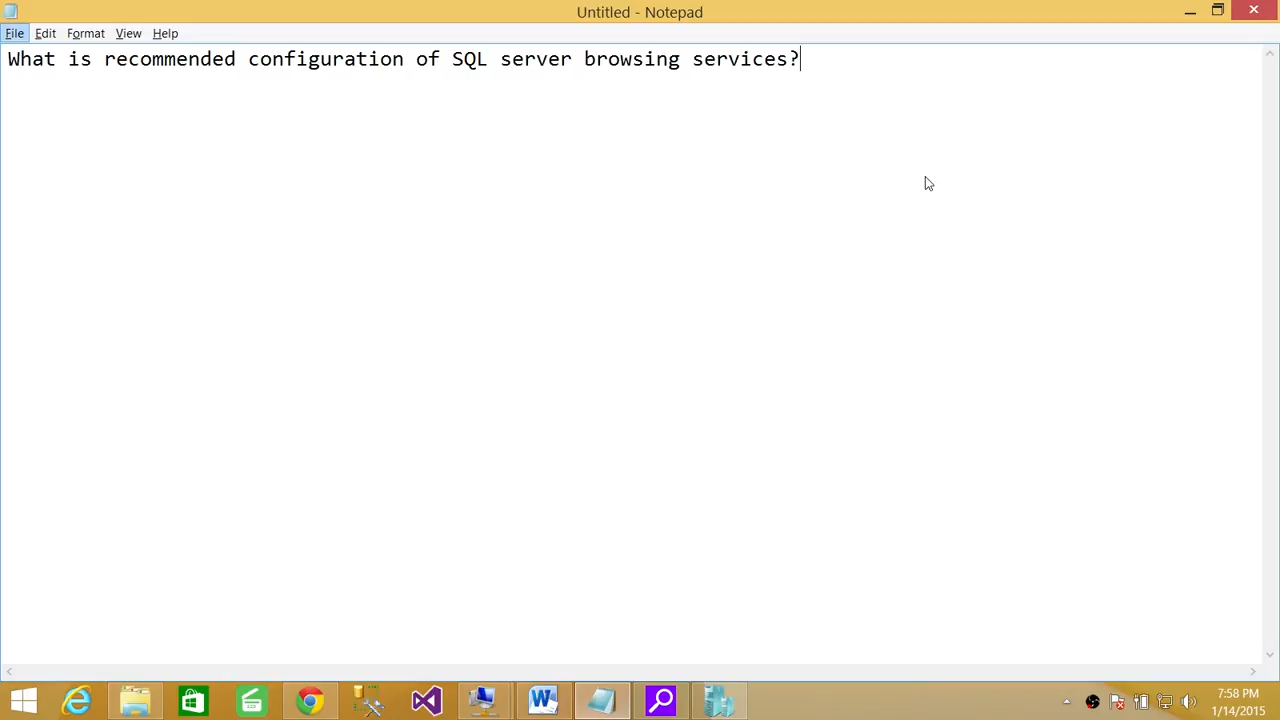 Untitled - Notepad
File Edit Format View Help
What is recommended configuration of SQL server browsing services?
7:58 PM
1/14/2015